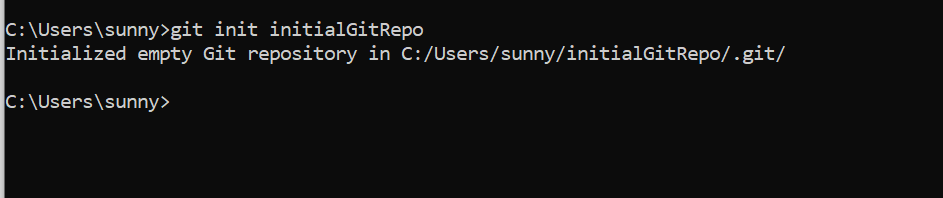 C:\Users\sunny>git init initialGitRepo
Initialized empty Git repository in C:/Users/sunny/initialGitRepo/.git/
C:\Users\sunny>